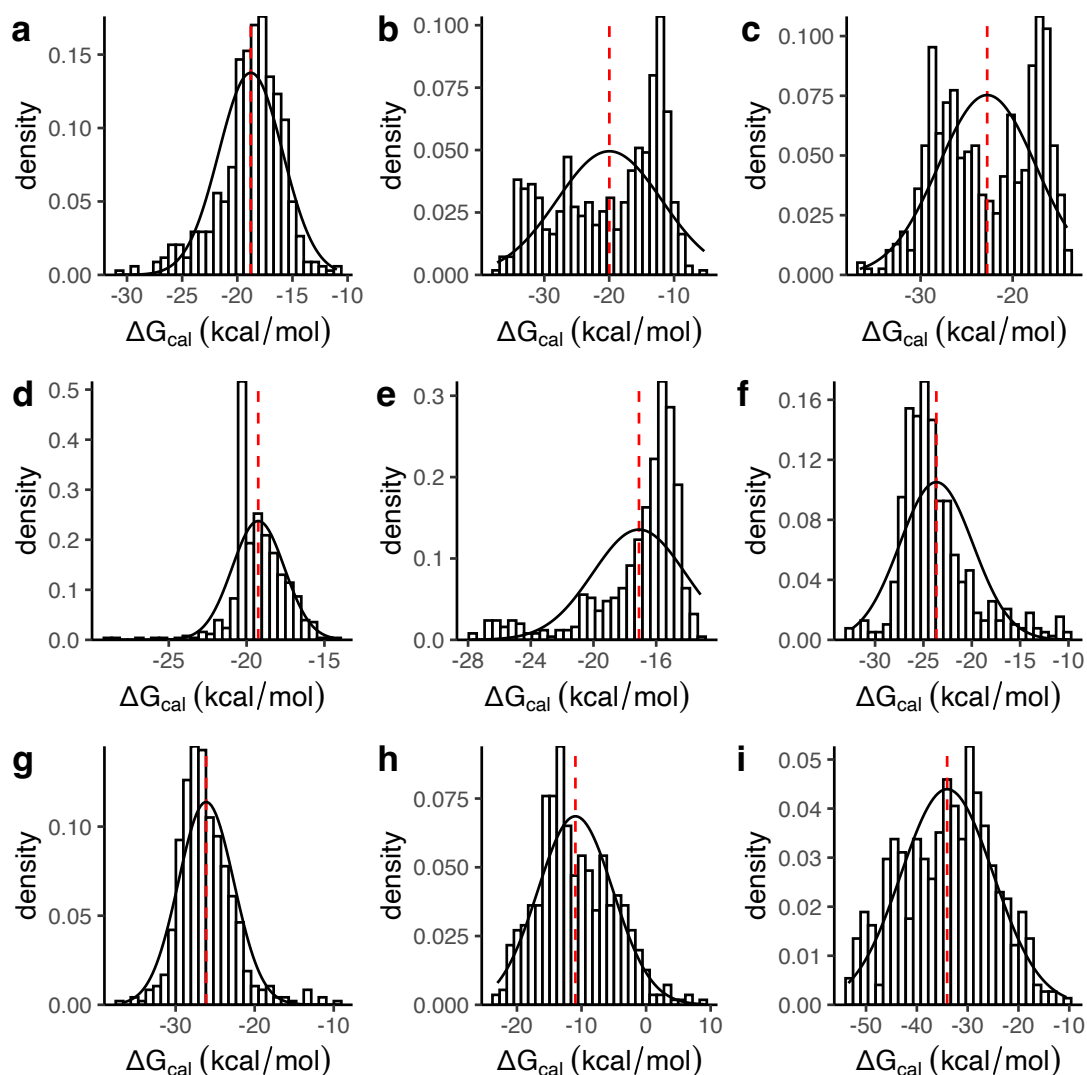 a b c
density
0.15
0.10
0.05
0.00
-30 -25 -20 -15 -10
ΔGcal (kcal/mol)
density
0.100
0.075
0.050
0.025
0.000
-30 -20 -10
ΔGcal (kcal/mol)
density
0.100
0.075
0.050
0.025
0.000
-30 -20
ΔGcal (kcal/mol)
d e f
density
0.5
0.4
0.3
0.2
0.1
0.0
-25 -20 -15
ΔGcal (kcal/mol)
density
0.3
0.2
0.1
0.0
-28 -24 -20 -16
ΔGcal (kcal/mol)
density
0.16
0.12
0.08
0.04
0.00
-30 -25 -20 -15 -10
ΔGcal (kcal/mol)
g h i
density
0.10
0.05
0.00
-30 -20 -10
ΔGcal (kcal/mol)
density
0.075
0.050
0.025
0.000
-20 -10 0 10
ΔGcal (kcal/mol)
density
0.05
0.04
0.03
0.02
0.01
0.00
-50 -40 -30 -20 -10
ΔGcal (kcal/mol)